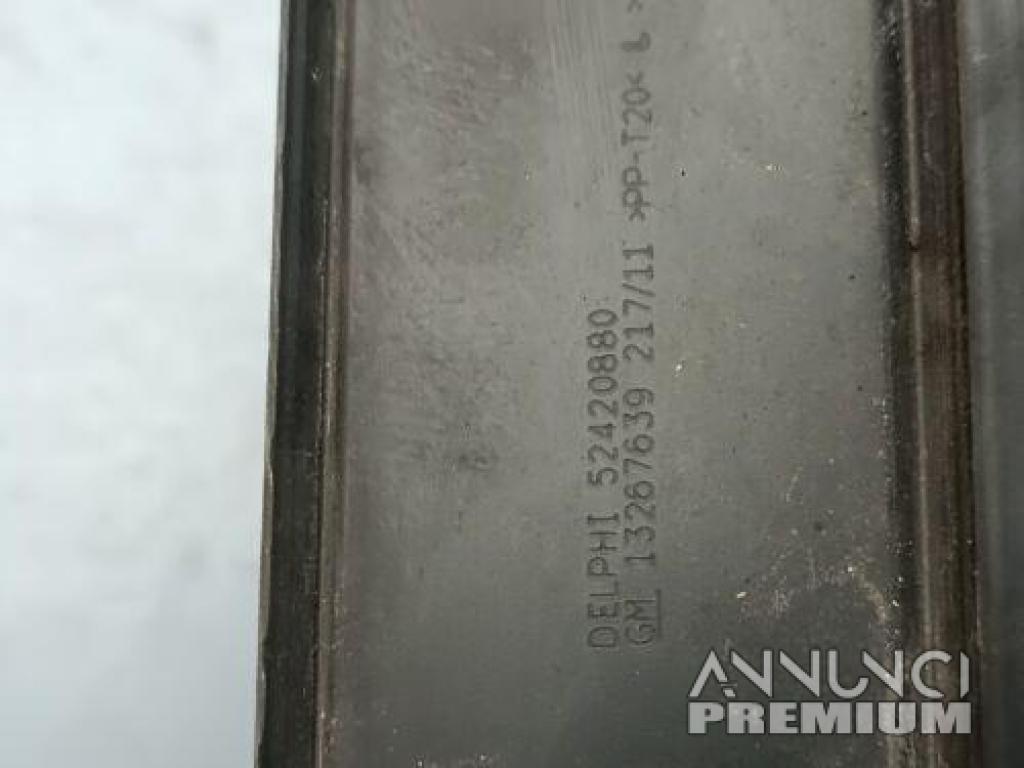 DELPHI 52420880
GM 13267639 217/11 >PP-T20<
ANNUNCI
PREMIUM